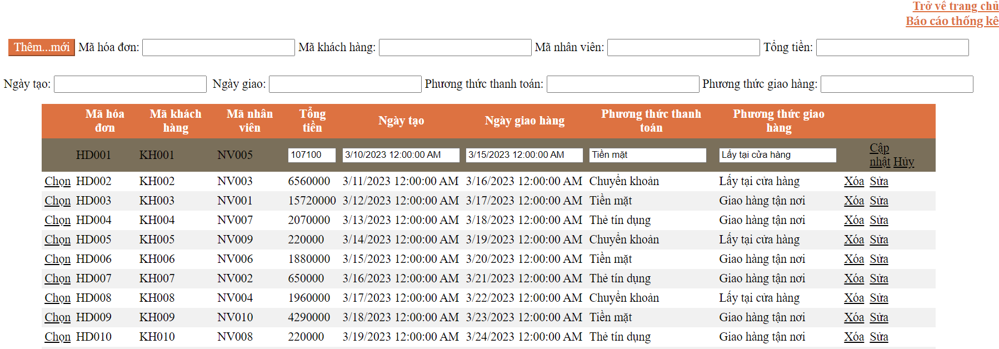 Trở về trang chủ
Báo cáo thống kê
Thêm...mới Mã hóa đơn: Mã khách hàng: Mã nhân viên: Tổng tiền:
Ngày tạo: Ngày giao: Phương thức thanh toán: Phương thức giao hàng:
Mã hóa đơn Mã khách hàng Mã nhân viên Tổng tiền Ngày tạo Ngày giao hàng Phương thức thanh toán Phương thức giao hàng
HD001 KH001 NV005 107100 3/10/2023 12:00:00 AM 3/15/2023 12:00:00 AM Tiền mặt Lấy tại cửa hàng Cập nhật Hủy
Chọn HD002 KH002 NV003 6560000 3/11/2023 12:00:00 AM 3/16/2023 12:00:00 AM Chuyển khoản Lấy tại cửa hàng Xóa Sửa
Chọn HD003 KH003 NV001 15720000 3/12/2023 12:00:00 AM 3/17/2023 12:00:00 AM Tiền mặt Giao hàng tận nơi Xóa Sửa
Chọn HD004 KH004 NV007 2070000 3/13/2023 12:00:00 AM 3/18/2023 12:00:00 AM Thẻ tín dụng Giao hàng tận nơi Xóa Sửa
Chọn HD005 KH005 NV009 220000 3/14/2023 12:00:00 AM 3/19/2023 12:00:00 AM Chuyển khoản Lấy tại cửa hàng Xóa Sửa
Chọn HD006 KH006 NV006 1880000 3/15/2023 12:00:00 AM 3/20/2023 12:00:00 AM Tiền mặt Giao hàng tận nơi Xóa Sửa
Chọn HD007 KH007 NV002 650000 3/16/2023 12:00:00 AM 3/21/2023 12:00:00 AM Thẻ tín dụng Giao hàng tận nơi Xóa Sửa
Chọn HD008 KH008 NV004 1960000 3/17/2023 12:00:00 AM 3/22/2023 12:00:00 AM Chuyển khoản Lấy tại cửa hàng Xóa Sửa
Chọn HD009 KH009 NV010 4290000 3/18/2023 12:00:00 AM 3/23/2023 12:00:00 AM Tiền mặt Giao hàng tận nơi Xóa Sửa
Chọn HD010 KH010 NV008 220000 3/19/2023 12:00:00 AM 3/24/2023 12:00:00 AM Thẻ tín dụng Giao hàng tận nơi Xóa Sửa